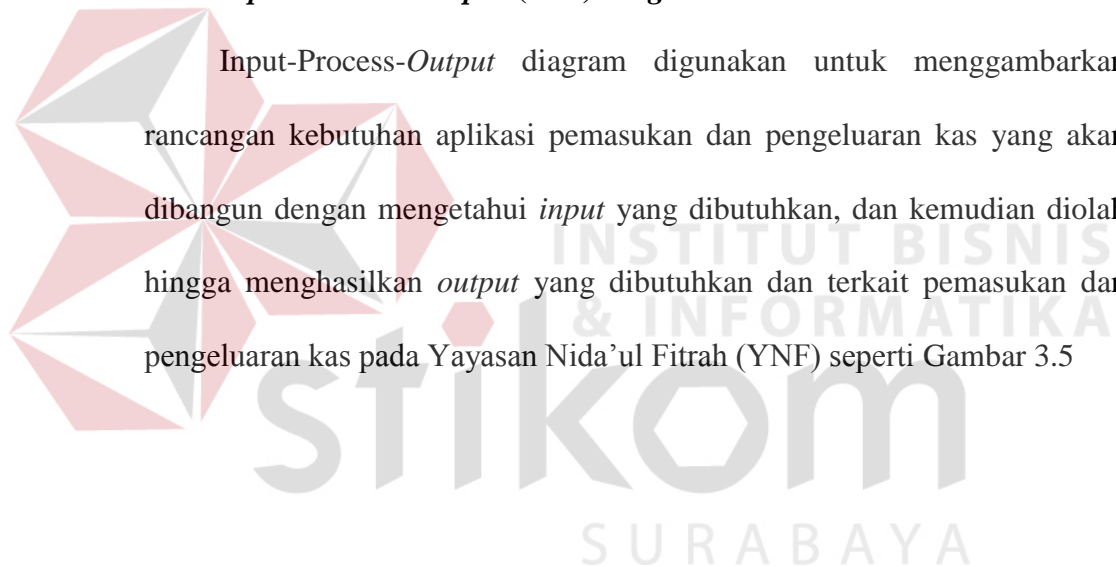 Input-Process-Output diagram digunakan untuk menggambarkan
rancangan kebutuhan aplikasi pemasukan dan pengeluaran kas yang akan
dibangun dengan mengetahui input yang dibutuhkan, dan kemudian diolah
INSTITUT BISNIS
hingga menghasilkan output yang dibutuhkan dan terkait pemasukan dan
& INFORMATIKA
pengeluaran kas pada Yayasan Nida’ul Fitrah (YNF) seperti Gambar 3.5
stikom
SURABAYA